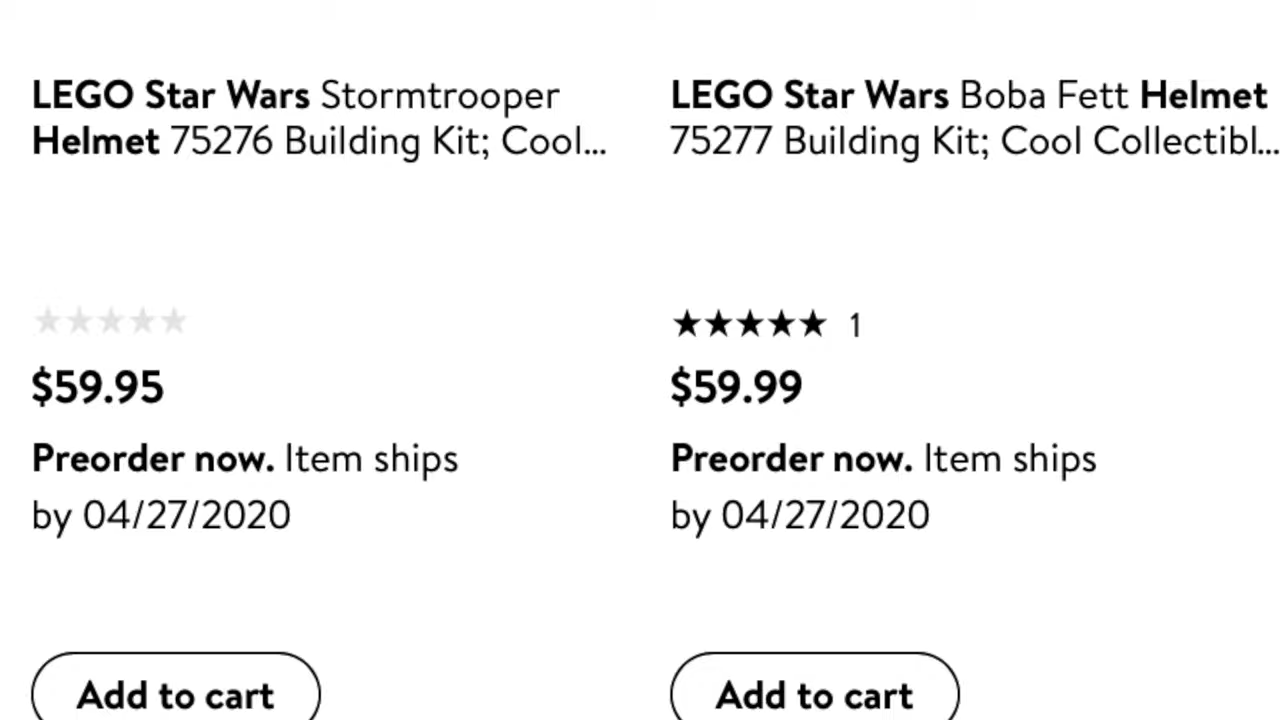 LEGO Star Wars Stormtrooper
Helmet 75276 Building Kit; Cool...
$59.95
Preorder now. Item ships
by 04/27/2020
Add to cart
LEGO Star Wars Boba Fett Helmet
75277 Building Kit; Cool Collectibl...
1
$59.99
Preorder now. Item ships
by 04/27/2020
Add to cart